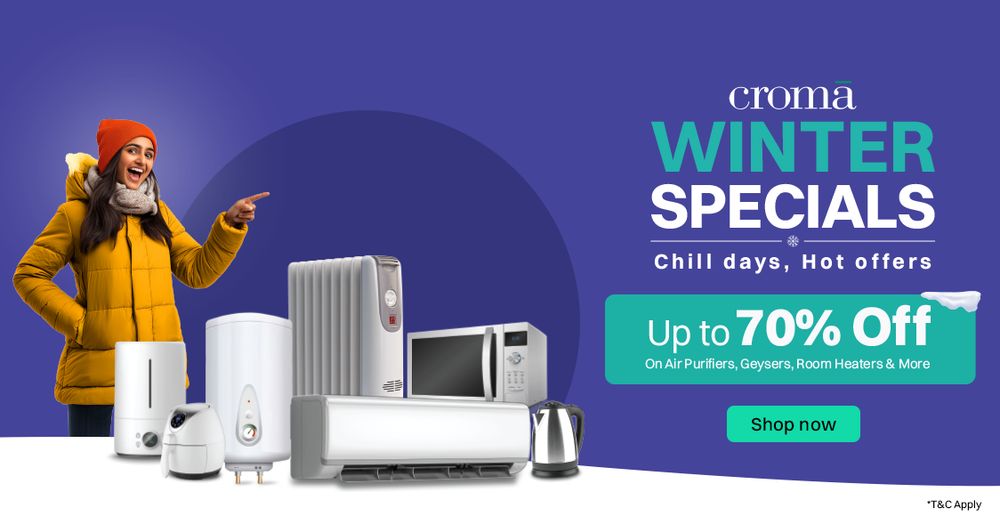 cromā
WINTER
SPECIALS
Chill days, Hot offers
Up to 70% Off
On Air Purifiers, Geysers, Room Heaters & More
Shop now
*T&C Apply